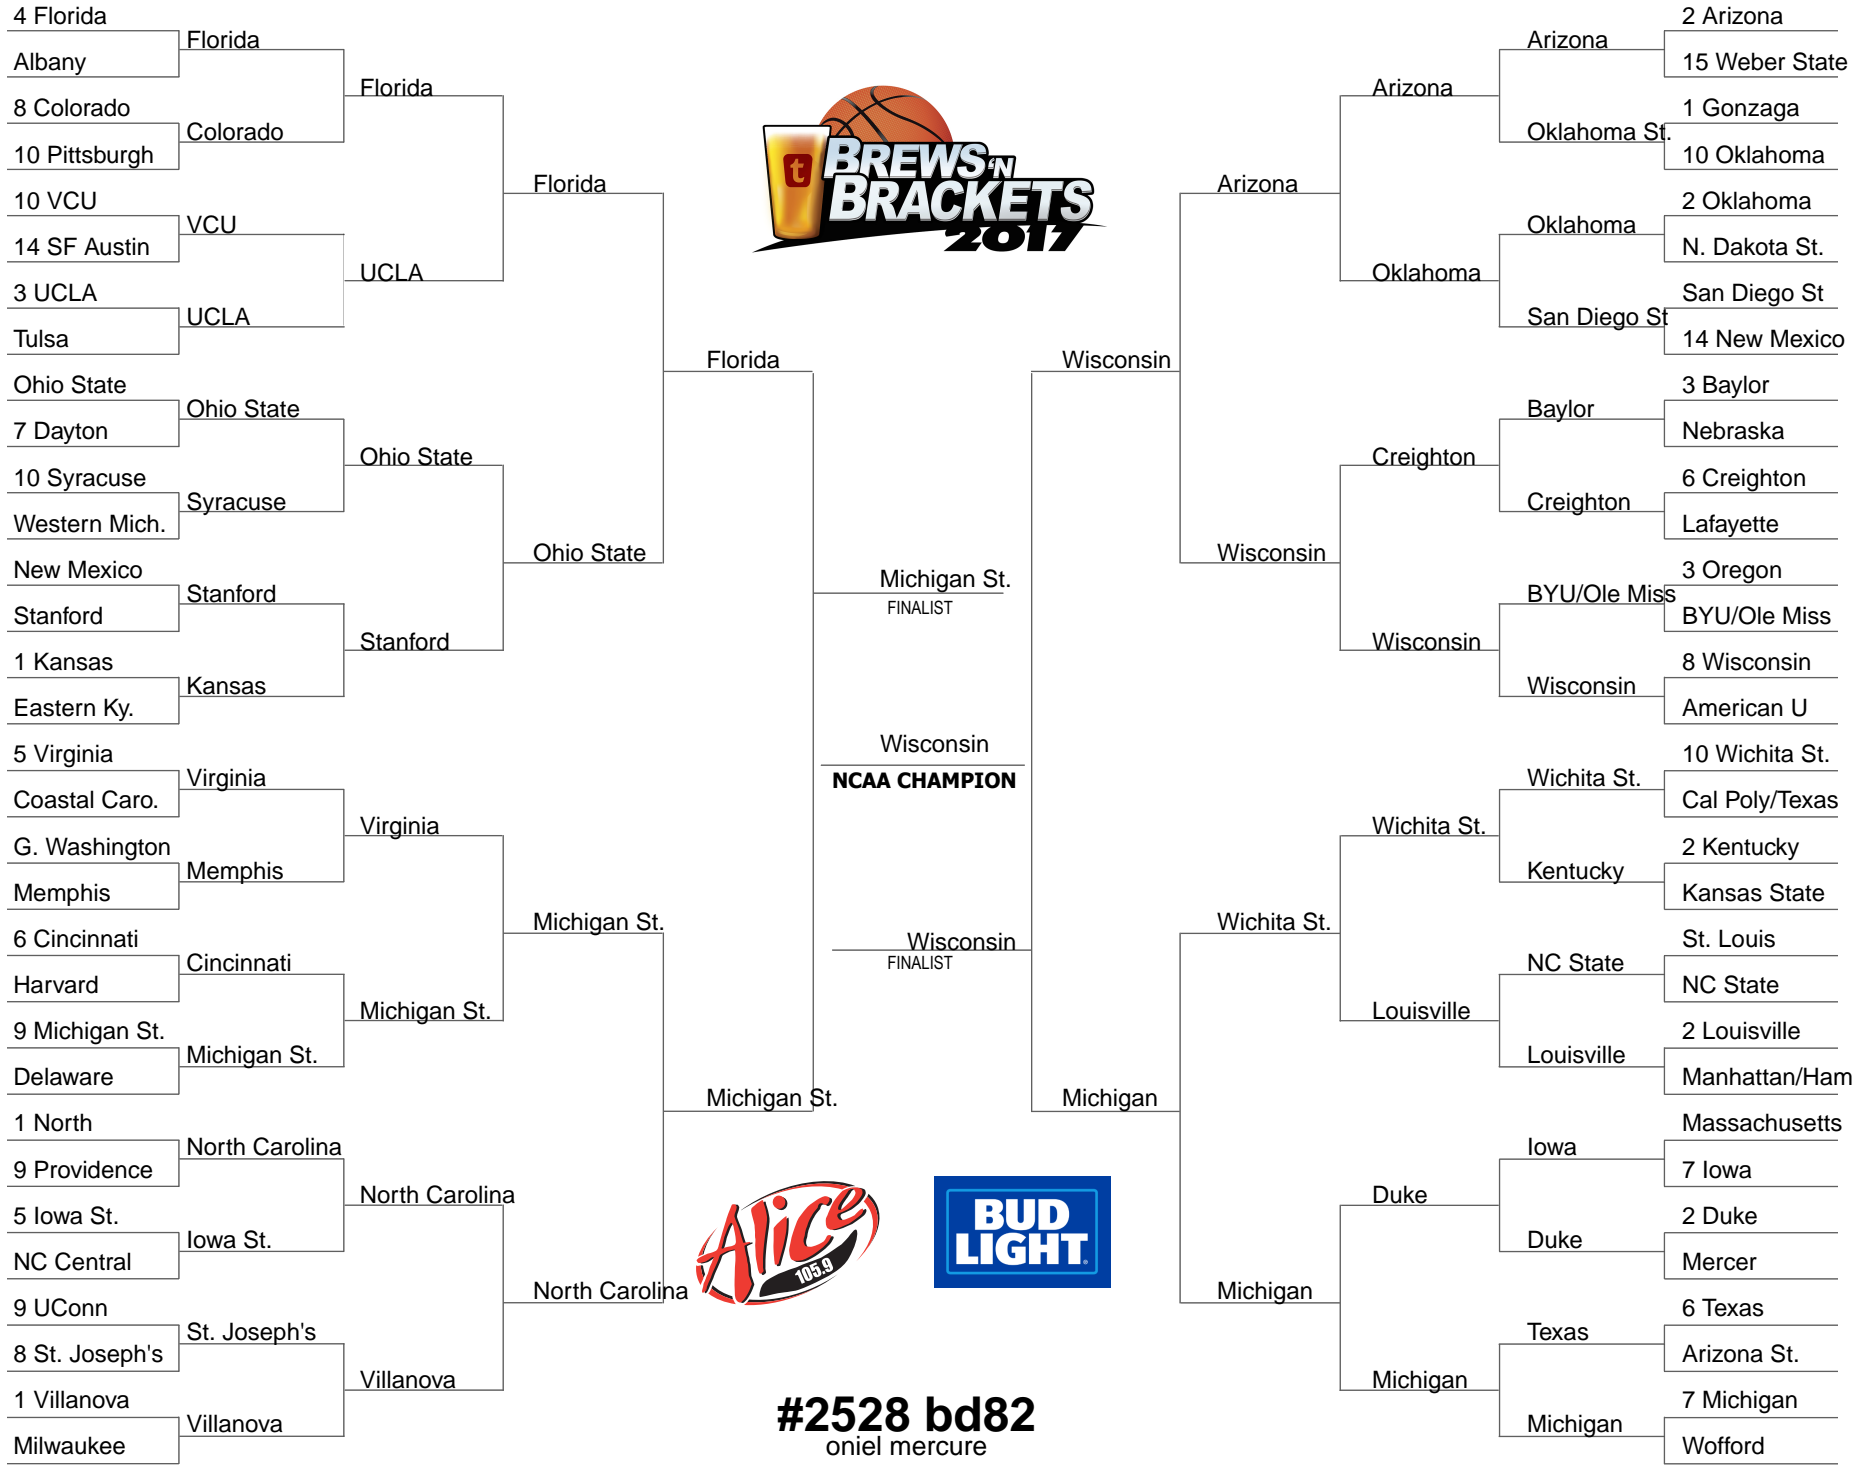 4 Florida
Albany
8 Colorado
10 Pittsburgh
10 VCU
14 SF Austin
3 UCLA
Tulsa
Ohio State
7 Dayton
10 Syracuse
Western Mich.
New Mexico
Stanford
1 Kansas
Eastern Ky.
5 Virginia
Coastal Caro.
G. Washington
Memphis
6 Cincinnati
Harvard
9 Michigan St.
Delaware
1 North
9 Providence
5 Iowa St.
NC Central
9 UConn
8 St. Joseph's
1 Villanova
Milwaukee
Florida
Colorado
VCU
UCLA
Ohio State
Syracuse
Stanford
Kansas
Virginia
Memphis
Cincinnati
Michigan St.
North Carolina
Iowa St.
St. Joseph's
Villanova
Florida
UCLA
Ohio State
Stanford
Virginia
Michigan St.
North Carolina
Villanova
Florida
Ohio State
Michigan St.
North Carolina
Florida
Michigan St.
t
BREWS 'N
BRACKETS
2017
Michigan St.
FINALIST
Wisconsin
NCAA CHAMPION
Wisconsin
FINALIST
Alice
105.9
BUD
LIGHT
#2528 bd82
oniel mercure
Wisconsin
Michigan
Arizona
Wisconsin
Wichita St.
Michigan
Arizona
Oklahoma
Creighton
Wisconsin
Wichita St.
Louisville
Duke
Michigan
Arizona
Oklahoma St.
Oklahoma
San Diego St
Baylor
Creighton
BYU/Ole Miss
Wisconsin
Wichita St.
Kentucky
NC State
Louisville
Iowa
Duke
Texas
Michigan
2 Arizona
15 Weber State
1 Gonzaga
10 Oklahoma
2 Oklahoma
N. Dakota St.
San Diego St
14 New Mexico
3 Baylor
Nebraska
6 Creighton
Lafayette
3 Oregon
BYU/Ole Miss
8 Wisconsin
American U
10 Wichita St.
Cal Poly/Texas
2 Kentucky
Kansas State
St. Louis
NC State
2 Louisville
Manhattan/Ham
Massachusetts
7 Iowa
2 Duke
Mercer
6 Texas
Arizona St.
7 Michigan
Wofford